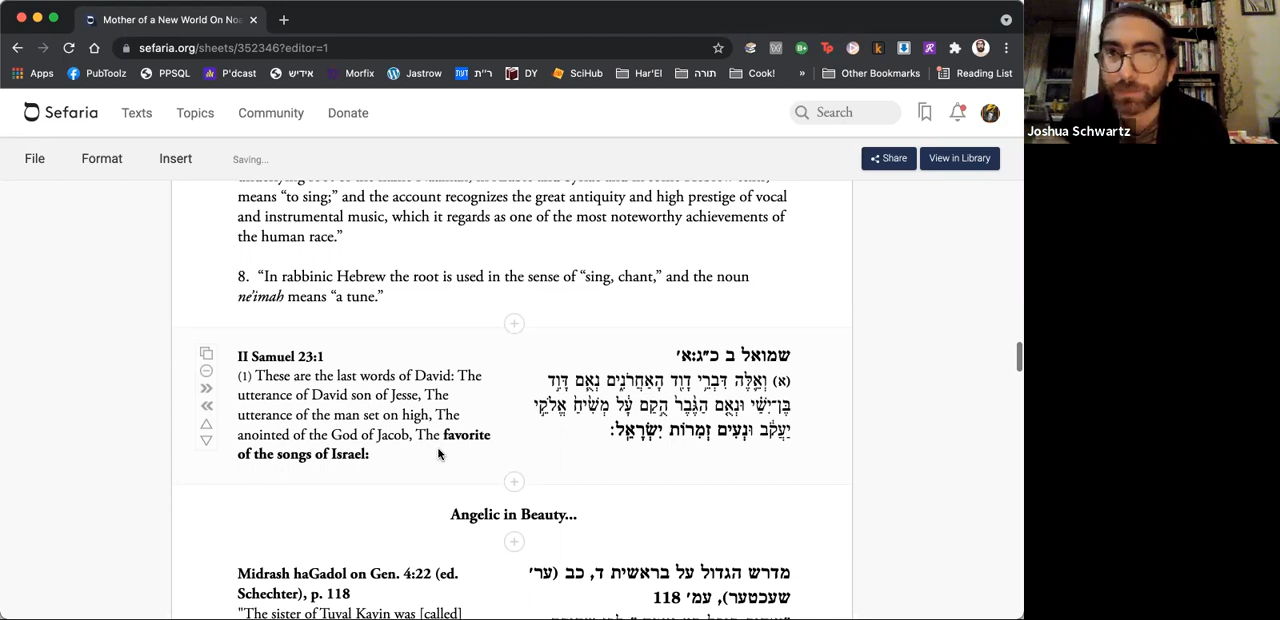 Mother of a New World On Noa
sefaria.org/sheets/352346?editor=1
Apps PubToolz PPSQL P'dcast אידיש Morfix Jastrow ר״ית DY SciHub Har'El תורה Cook! » Other Bookmarks Reading List
Sefaria Texts Topics Community Donate Search
File Format Insert Saving... Share View in Library
means “to sing;” and the account recognizes the great antiquity and high prestige of vocal
and instrumental music, which it regards as one of the most noteworthy achievements of
the human race.”
8. “In rabbinic Hebrew the root is used in the sense of “sing, chant,” and the noun
ne'imah means “a tune.”
II Samuel 23:1
(1) These are the last words of David: The
utterance of David son of Jesse, The
utterance of the man set on high, The
anointed of the God of Jacob, The favorite
of the songs of Israel:
שמואל ב כ״ג:א׳
(א) וְאֵ֛לֶּה דִּבְרֵ֥י דָוִ֖ד הָאַחֲרֹנִ֑ים נְאֻ֧ם דָּוִ֣ד
בֶּן־יִשַׁ֗י וּנְאֻ֤ם הַגֶּ֙בֶר֙ הֻ֣קַם עָ֔ל מְשִׁ֙יחַ֙ אֱלֹקֵ֣י
יַעֲקֹ֔ב וּנְעִ֖ים זְמִר֥וֹת יִשְׂרָאֵֽל׃
Angelic in Beauty...
Midrash haGadol on Gen. 4:22 (ed.
Schechter), p. 118
"The sister of Tuval Kavin was [called]
מדרש הגדול על בראשית ד, כב (ער׳
שעכטער), עמ׳ 118
Joshua Schwartz